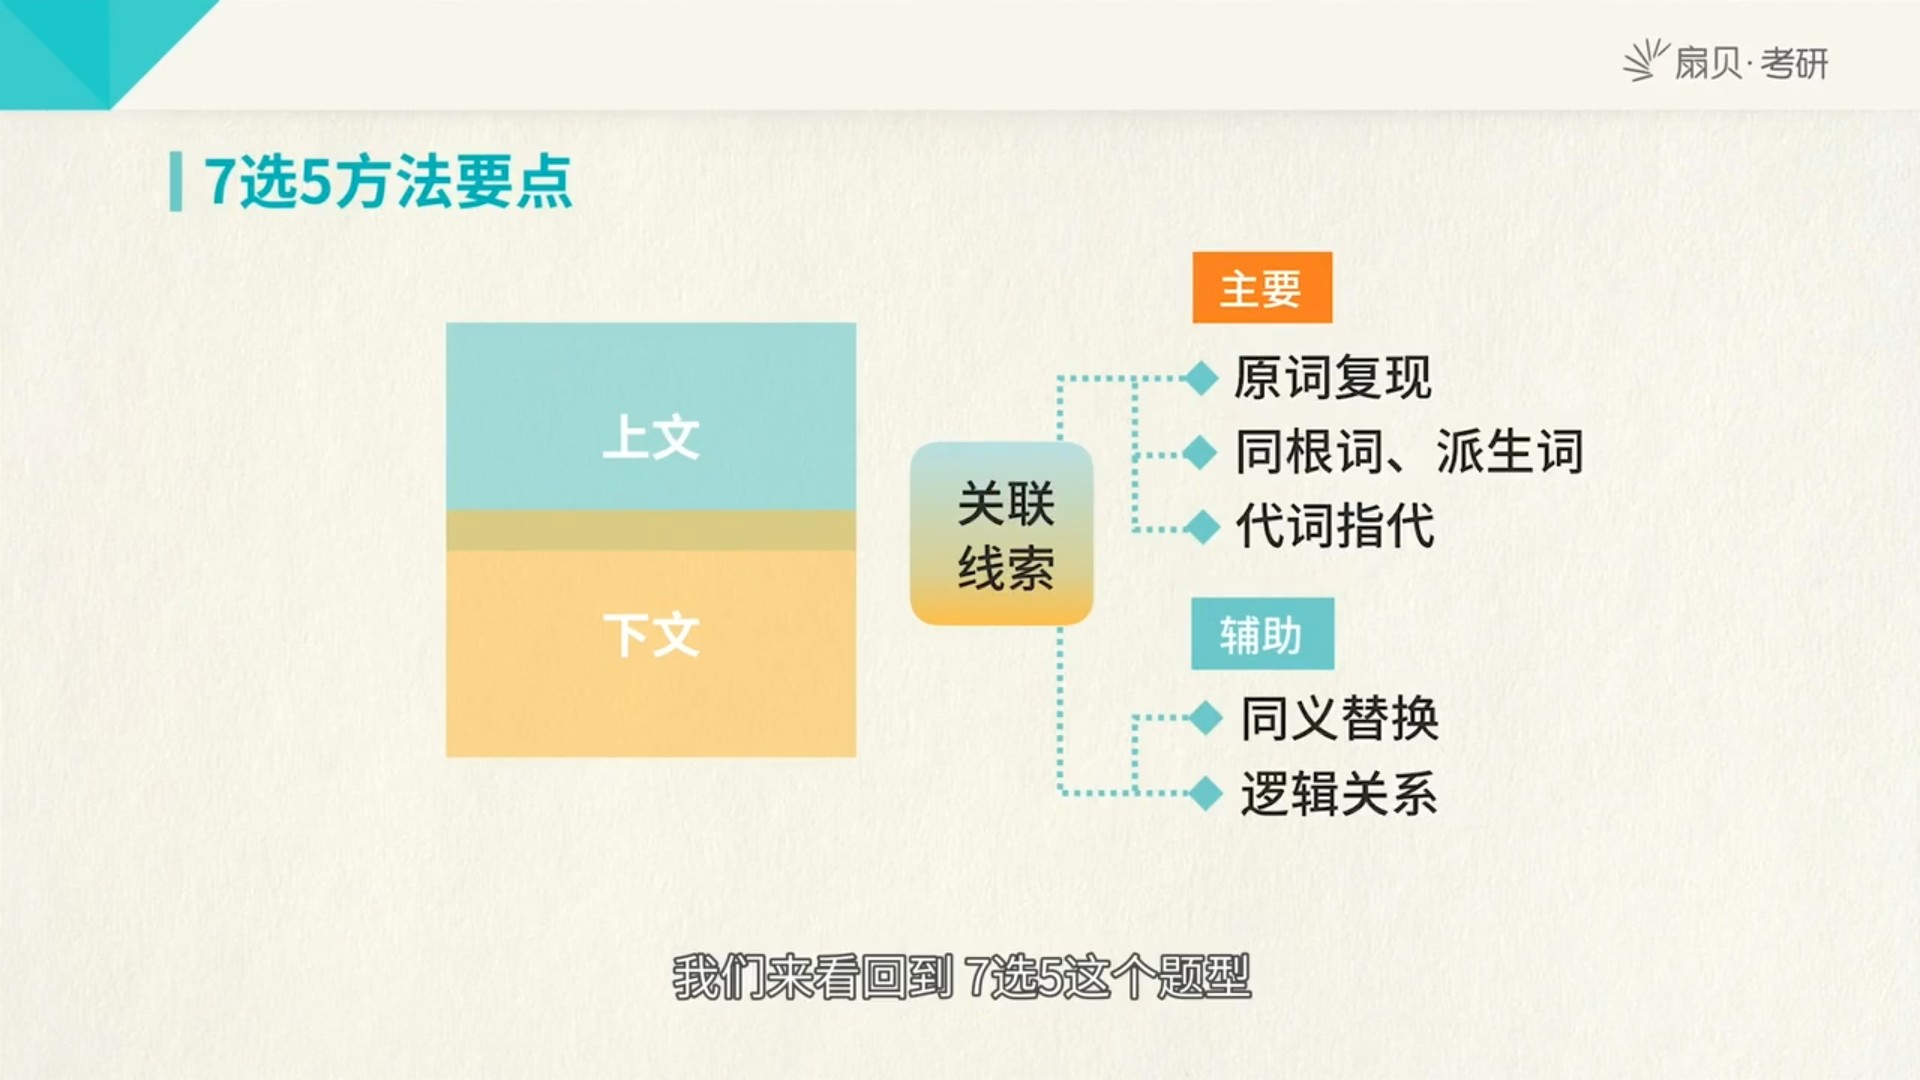 扇贝·考研
7选5方法要点
上文
下文
关联
线索
主要
原词复现
同根词、派生词
代词指代
辅助
同义替换
逻辑关系
我们来看回到 7选5这个题型